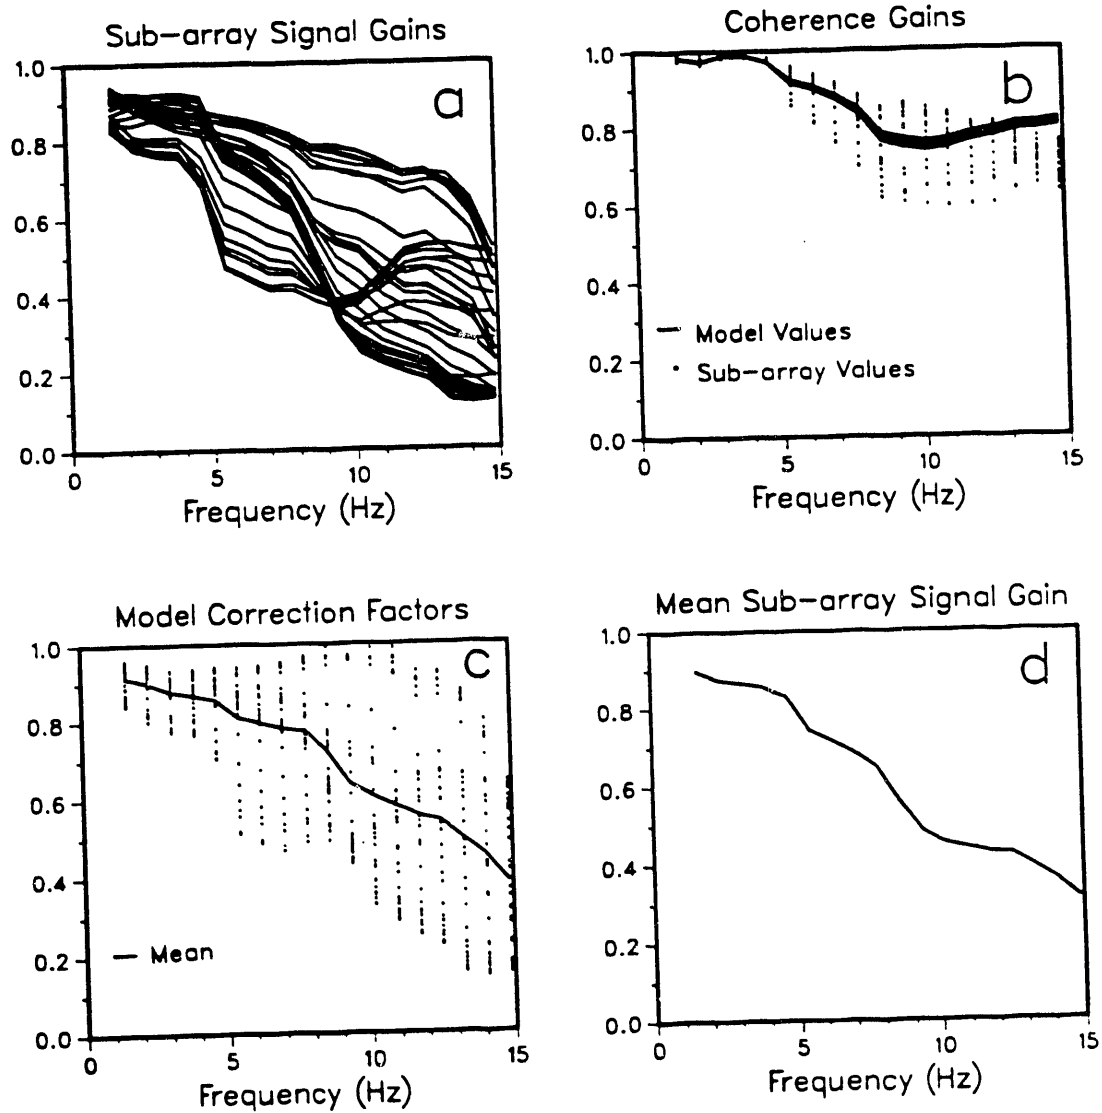 Sub-array Signal Gains
a
1.0
0.8
0.6
0.4
0.2
0.0
0
5
10
15
Frequency (Hz)
Coherence Gains
b
1.0
0.8
0.6
0.4
0.2
0.0
Model Values
Sub-array Values
0
5
10
15
Frequency (Hz)
Model Correction Factors
c
1.0
0.8
0.6
0.4
0.2
0.0
Mean
0
5
10
15
Frequency (Hz)
Mean Sub-array Signal Gain
d
1.0
0.8
0.6
0.4
0.2
0.0
0
5
10
15
Frequency (Hz)